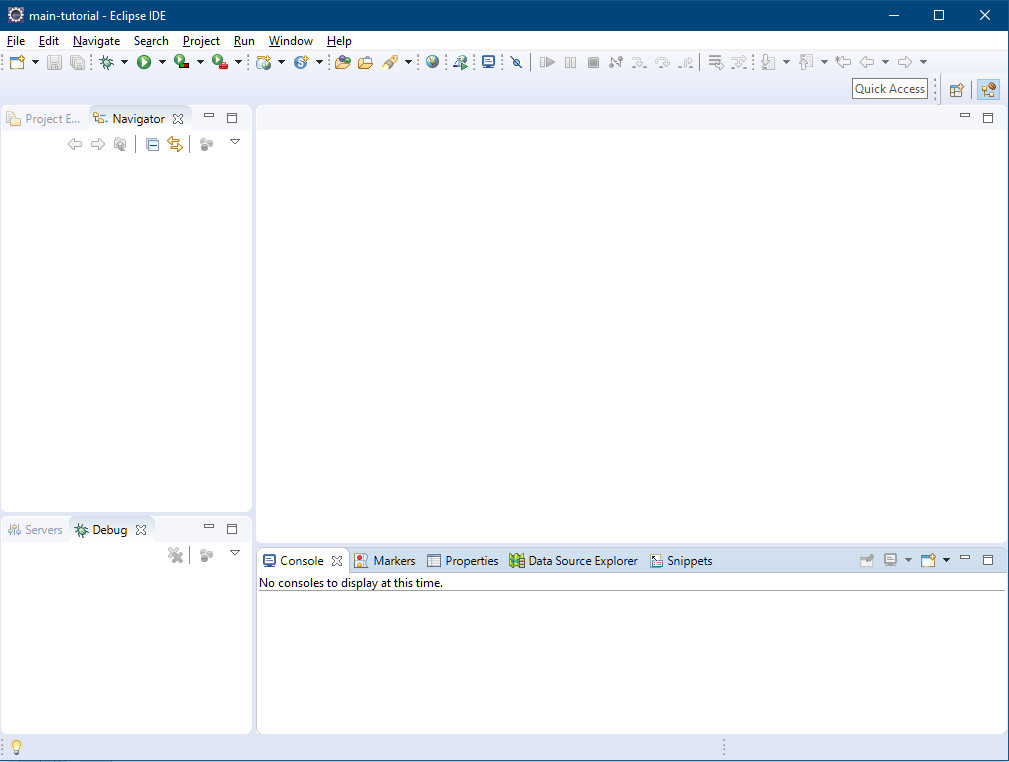 main-tutorial - Eclipse IDE
File Edit Navigate Search Project Run Window Help
Quick Access
Project E... Navigator
Servers Debug
Console Markers Properties Data Source Explorer Snippets
No consoles to display at this time.